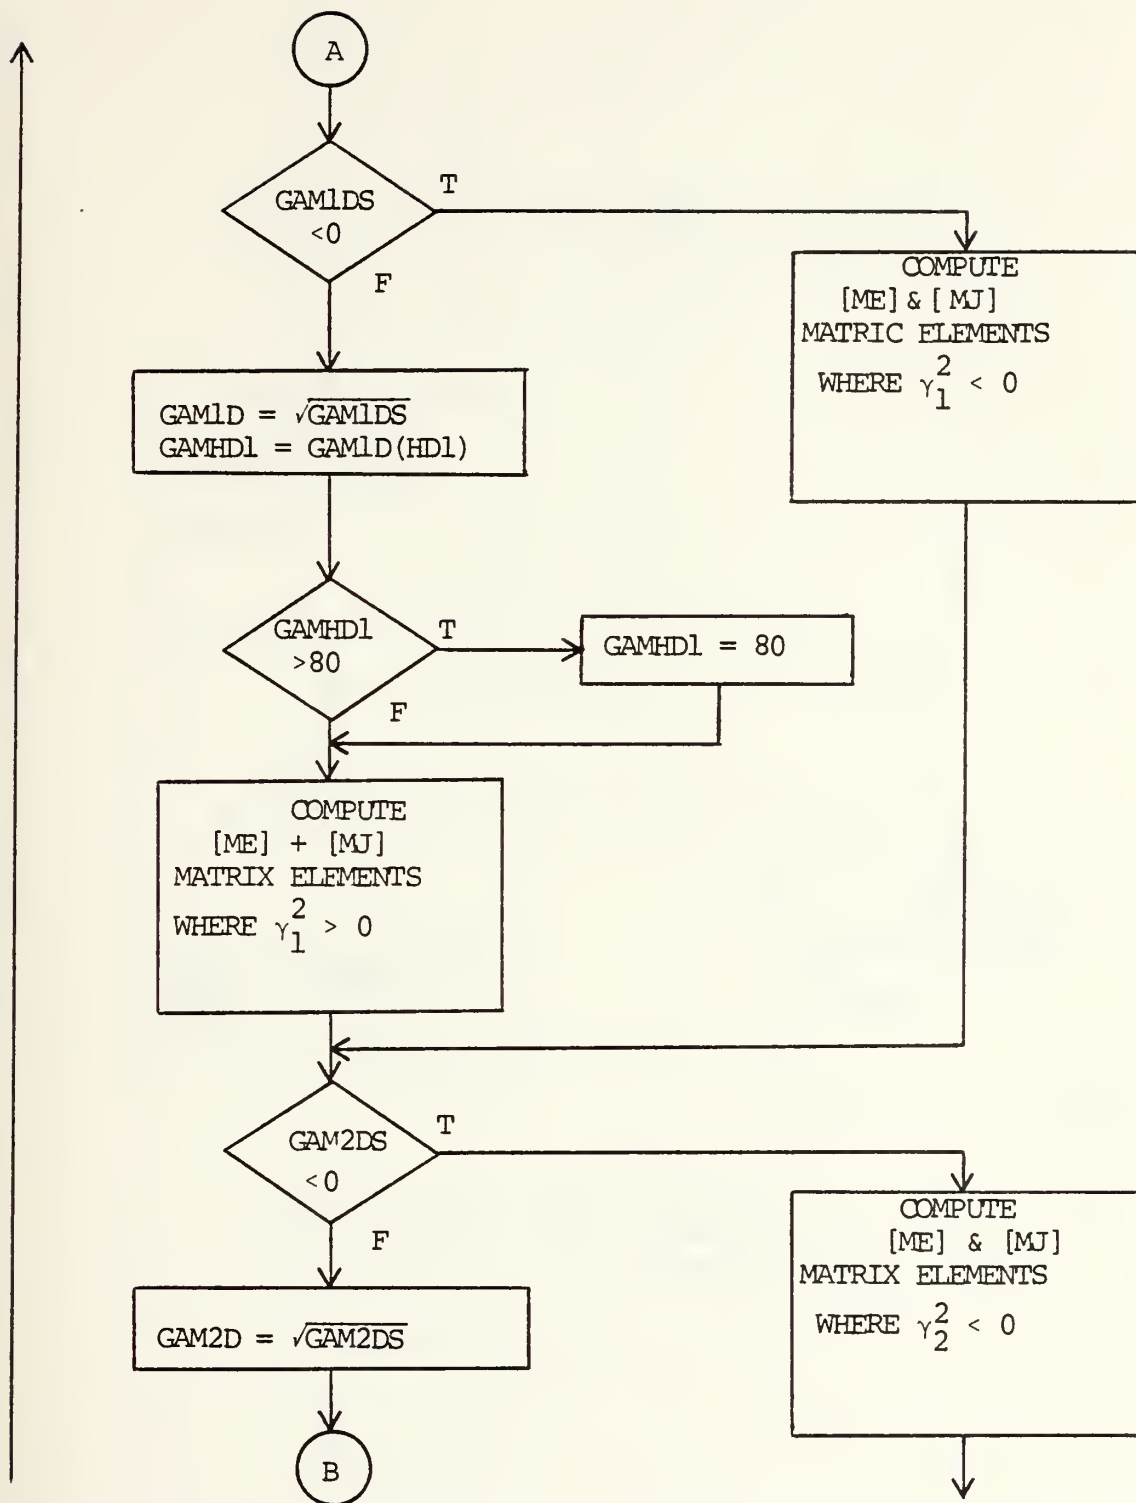 A
GAM1DS
<0
T
F
COMPUTE
[ME] & [ MJ]
MATRIC ELEMENTS
WHERE γ₁² < 0
GAM1D = √GAM1DS
GAMHD1 = GAM1D(HD1)
GAMHD1
>80
T
F
GAMHD1 = 80
COMPUTE
[ME] + [MJ]
MATRIX ELEMENTS
WHERE γ₁² > 0
GAM2DS
<0
T
F
COMPUTE
[ME] & [MJ]
MATRIX ELEMENTS
WHERE γ₂² < 0
GAM2D = √GAM2DS
B